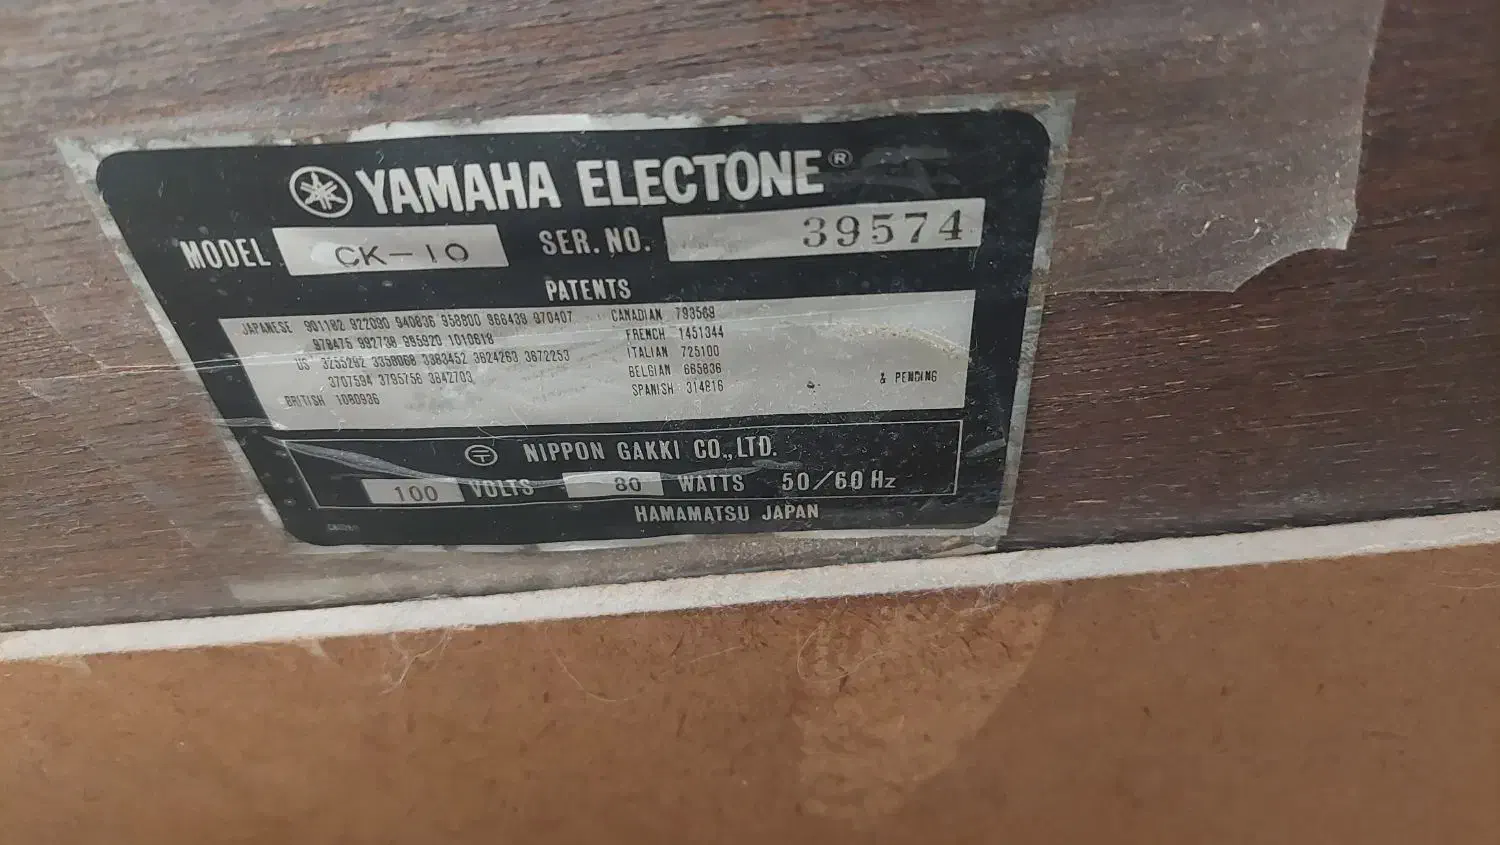 YAMAHA ELECTONE®
MODEL CK-10 SER. NO. 39574
PATENTS
JAPANESE 901182 922090 940836 958800 968439 970407
978475 992738 995920 1010618
US 3255292 3358068 3383452 3624263 3672253
3707594 3795756 3842703
BRITISH 1080936
CANADIAN 793569
FRENCH 1451344
ITALIAN 725100
BELGIAN 665836
SPANISH 314816
& PENDING
NIPPON GAKKI CO., LTD.
100 VOLTS 80 WATTS 50/60 Hz
HAMAMATSU JAPAN